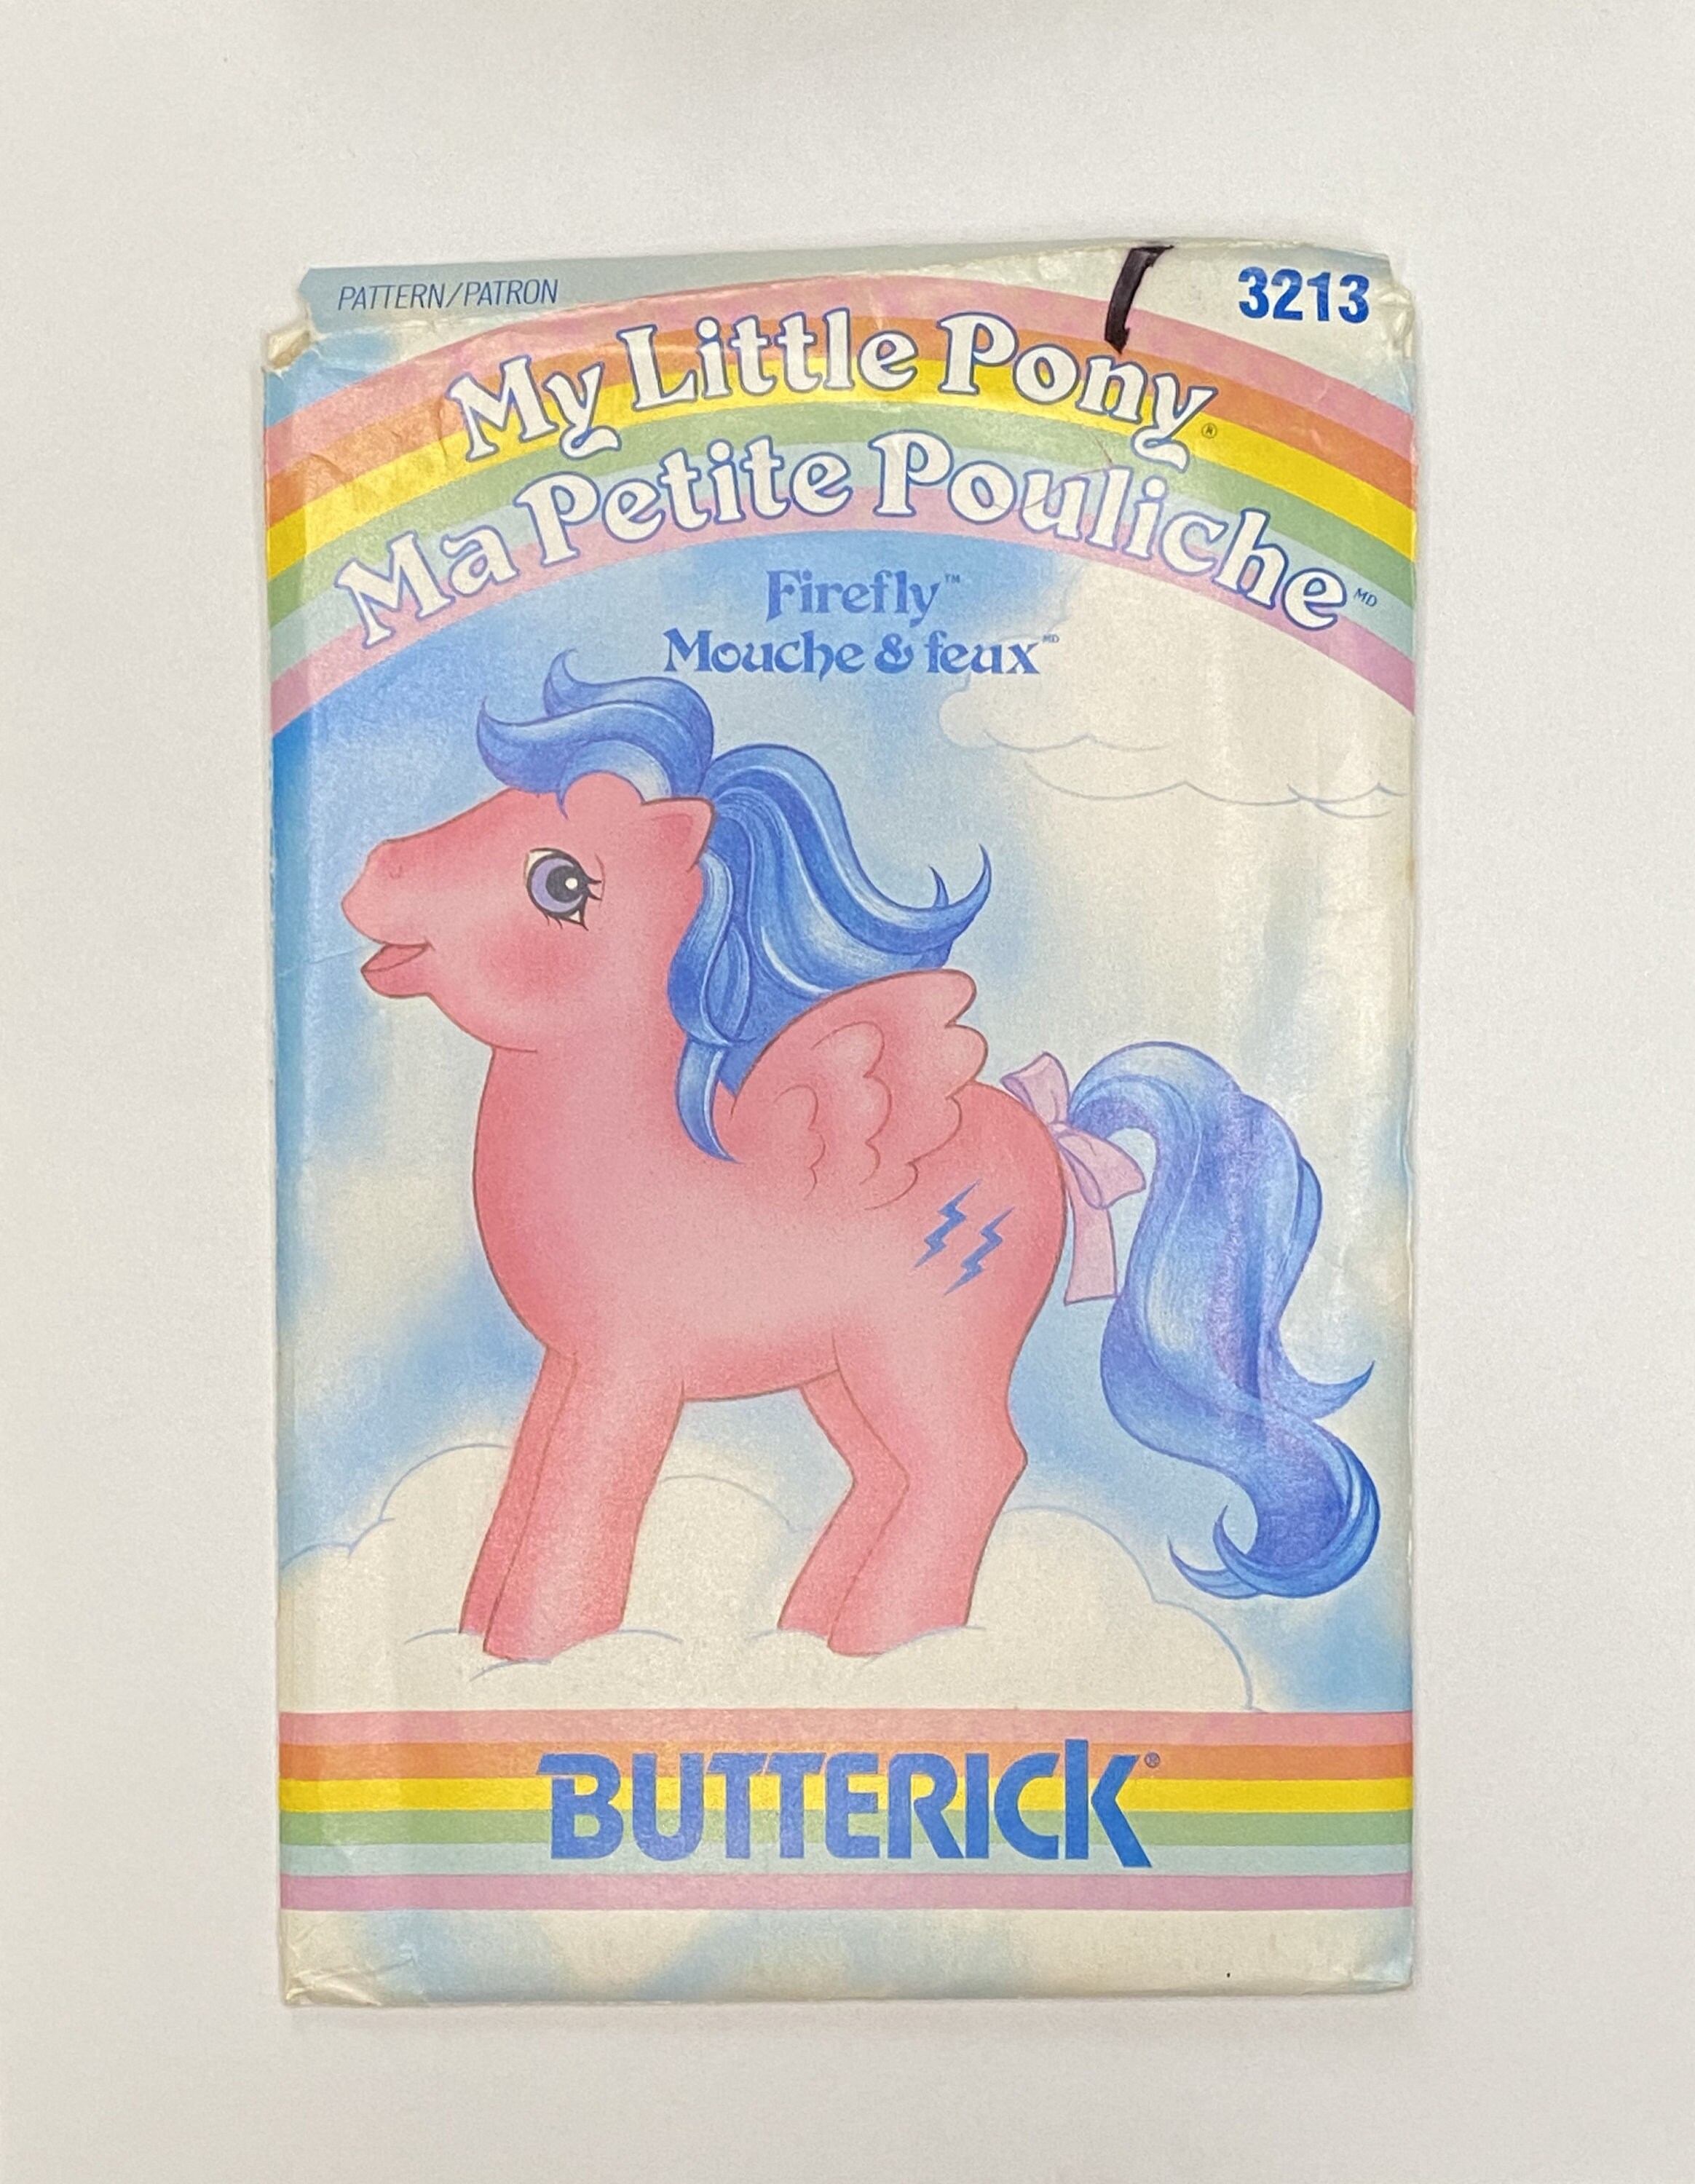 PATTERN/PATRON
3213
My Little Pony®
Ma Petite Pouliche MD
Firefly™
Mouche & feux MD
BUTTERICK®